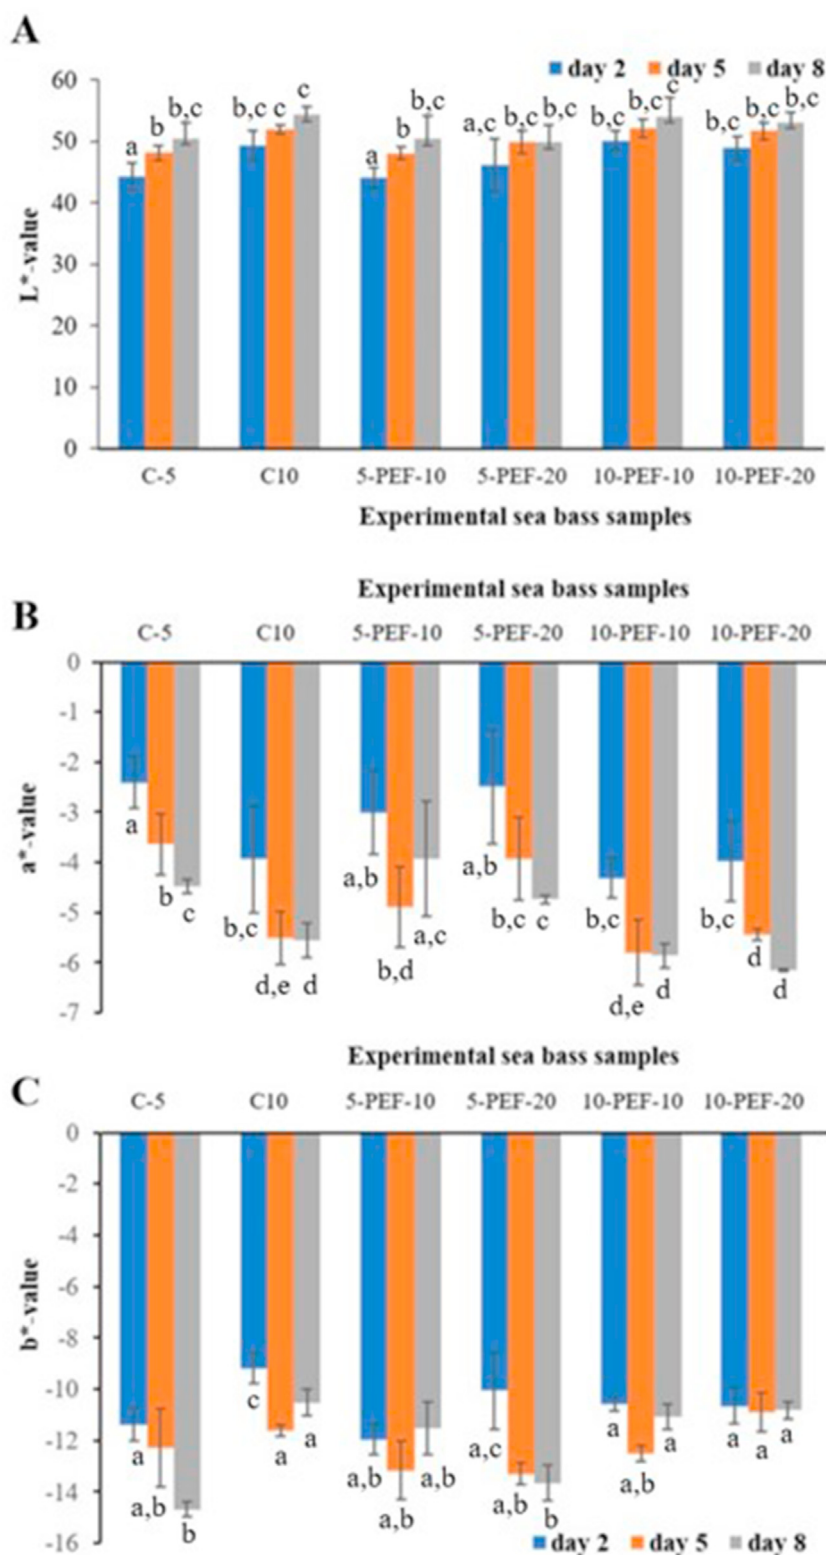 A
day 2 day 5 day 8
60
50
40
30
20
10
0
L*-value
a b b,c
b,c c c
a b b,c
a,c b,c b,c
b,c b,c c
b,c b,c b,c
C-5 C10 5-PEF-10 5-PEF-20 10-PEF-10 10-PEF-20
Experimental sea bass samples
Experimental sea bass samples
B
C-5 C10 5-PEF-10 5-PEF-20 10-PEF-10 10-PEF-20
0
-1
-2
-3
-4
-5
-6
-7
a*-value
a b c
b,c d,e d
a,b b,d a,c
a,b b,c c
b,c d,e d
b,c d d
Experimental sea bass samples
C
C-5 C10 5-PEF-10 5-PEF-20 10-PEF-10 10-PEF-20
0
-2
-4
-6
-8
-10
-12
-14
-16
b*-value
a a,b b
c a a
a,b a,b a,b
a,c a,b b
a a,b a
a a a
day 2 day 5 day 8